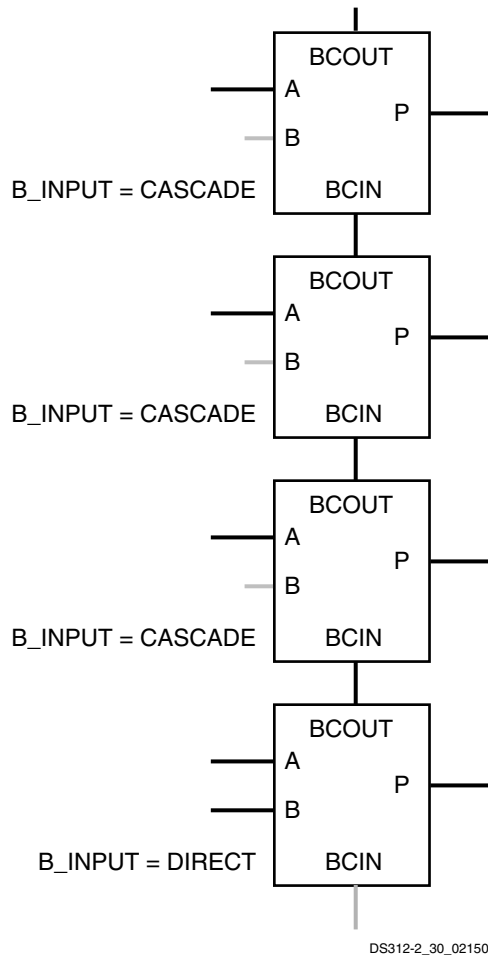 BCOUT
A
P
B
B_INPUT = CASCADE
BCIN
BCOUT
A
P
B
B_INPUT = CASCADE
BCIN
BCOUT
A
P
B
B_INPUT = CASCADE
BCIN
BCOUT
A
P
B
B_INPUT = DIRECT
BCIN
DS312-2_30_02150